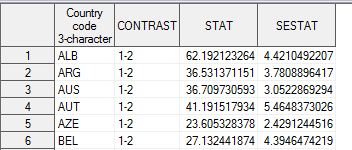 Country
code
3-character CONTRAST STAT SESTAT
1 ALB 1-2 62.192123264 4.4210492207
2 ARG 1-2 36.531371151 3.7808896417
3 AUS 1-2 36.709730593 3.0522869294
4 AUT 1-2 41.191517934 5.4648373026
5 AZE 1-2 23.605328378 2.4291244516
6 BEL 1-2 27.132441874 4.3946474219